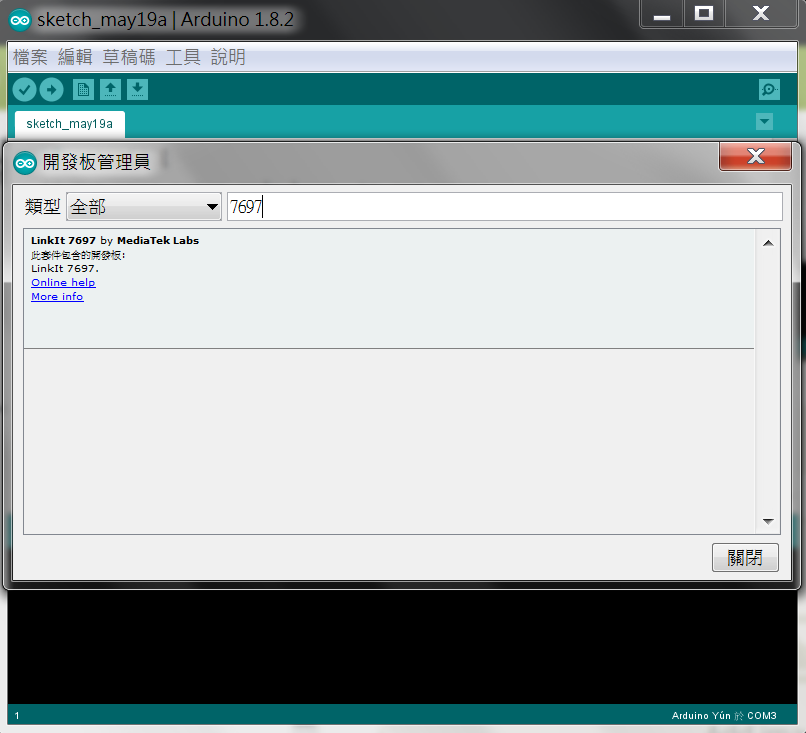 sketch_may19a | Arduino 1.8.2
檔案 編輯 草稿碼 工具 說明
sketch_may19a
開發板管理員
類型 全部 7697
LinkIt 7697 by MediaTek Labs
此套件包含的開發板:
LinkIt 7697.
Online help
More info
關閉
1 Arduino Yún 於 COM3